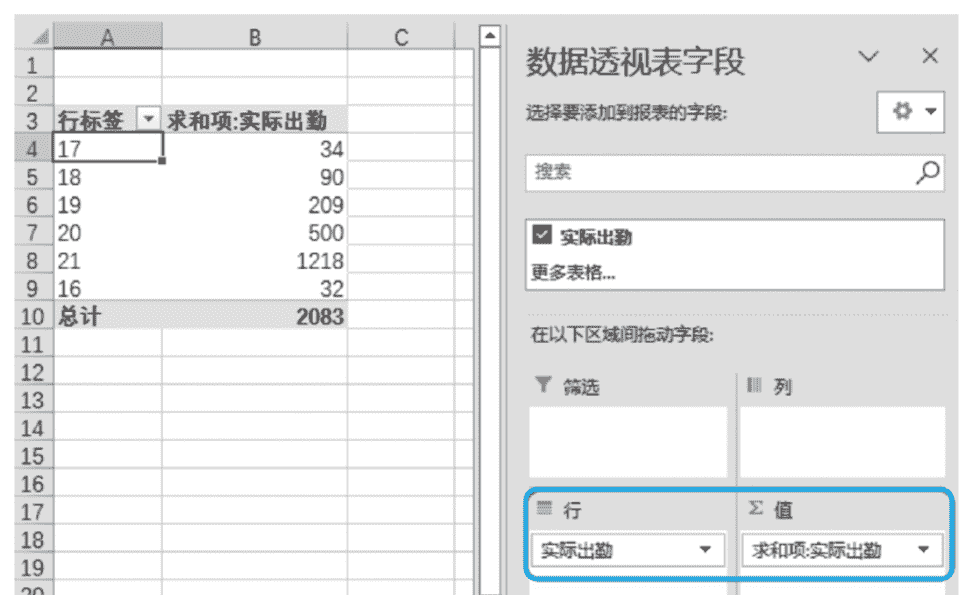 A B C
1
2
3 行标签 求和项:实际出勤
4 17 34
5 18 90
6 19 209
7 20 500
8 21 1218
9 16 32
10 总计 2083
11
12
13
14
15
16
17
18
19
20
数据透视表字段
选择要添加到报表的字段:
搜索
实际出勤
更多表格...
在以下区域间拖动字段:
筛选 列
行 Σ 值
实际出勤 求和项:实际出勤